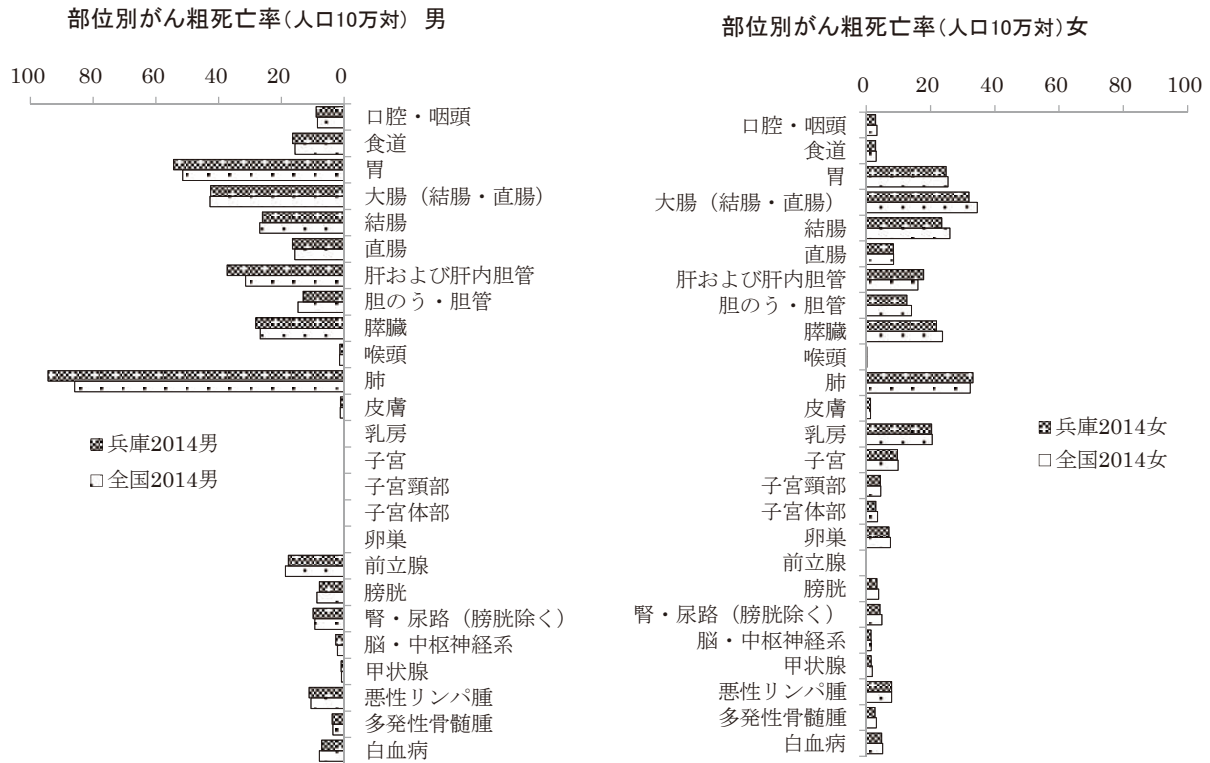 部位別がん粗死亡率（人口10万対） 男
100 80 60 40 20 0
口腔・咽頭
食道
胃
大腸（結腸・直腸）
結腸
直腸
肝および肝内胆管
胆のう・胆管
膵臓
喉頭
肺
皮膚
乳房
子宮
子宮頸部
子宮体部
卵巣
前立腺
膀胱
腎・尿路（膀胱除く）
脳・中枢神経系
甲状腺
悪性リンパ腫
多発性骨髄腫
白血病
兵庫2014男
全国2014男
部位別がん粗死亡率（人口10万対）女
0 20 40 60 80 100
口腔・咽頭
食道
胃
大腸（結腸・直腸）
結腸
直腸
肝および肝内胆管
胆のう・胆管
膵臓
喉頭
肺
皮膚
乳房
子宮
子宮頸部
子宮体部
卵巣
前立腺
膀胱
腎・尿路（膀胱除く）
脳・中枢神経系
甲状腺
悪性リンパ腫
多発性骨髄腫
白血病
兵庫2014女
全国2014女